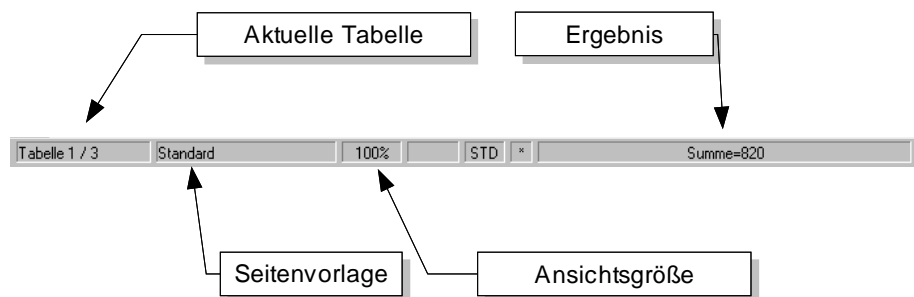 Aktuelle Tabelle
Ergebnis
Tabelle 1 / 3 Standard 100% STD * Summe=820
Seitenvorlage
Ansichtsgröße